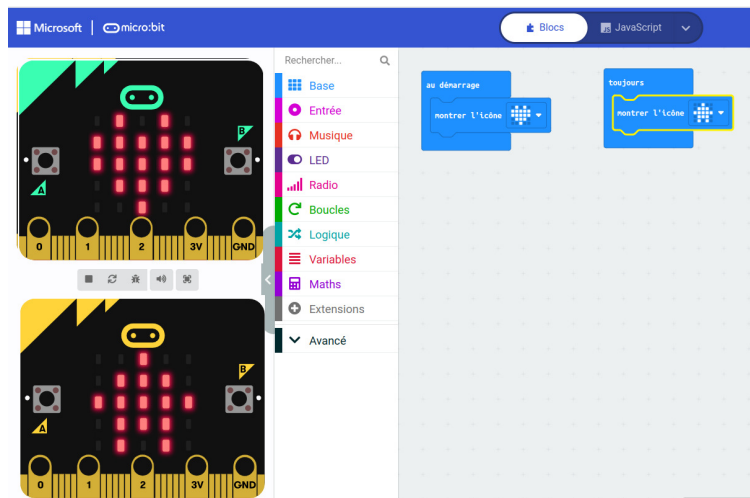 Microsoft | micro:bit
Blocs
JS JavaScript
Rechercher...
Base
Entrée
Musique
LED
Radio
Boucles
Logique
Variables
Maths
Extensions
Avancé
au démarrage
montrer l'icône
toujours
montrer l'icône
B
A
0 1 2 3V GND
B
A
0 1 2 3V GND